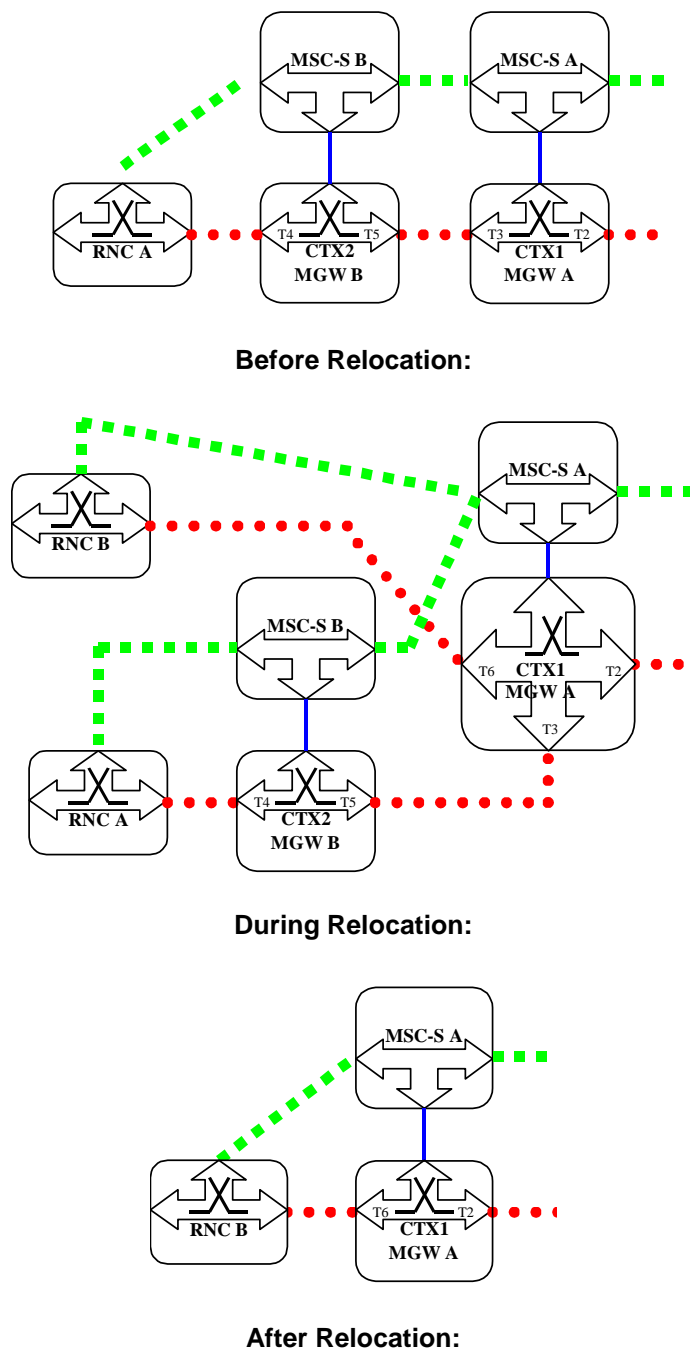 MSC-S B
MSC-S A
RNC A
T4
T5
CTX2
MGW B
T3
T2
CTX1
MGW A
Before Relocation:
MSC-S A
RNC B
MSC-S B
T6
T2
CTX1
MGW A
T3
RNC A
T4
T5
CTX2
MGW B
During Relocation:
MSC-S A
RNC B
T6
T2
CTX1
MGW A
After Relocation: